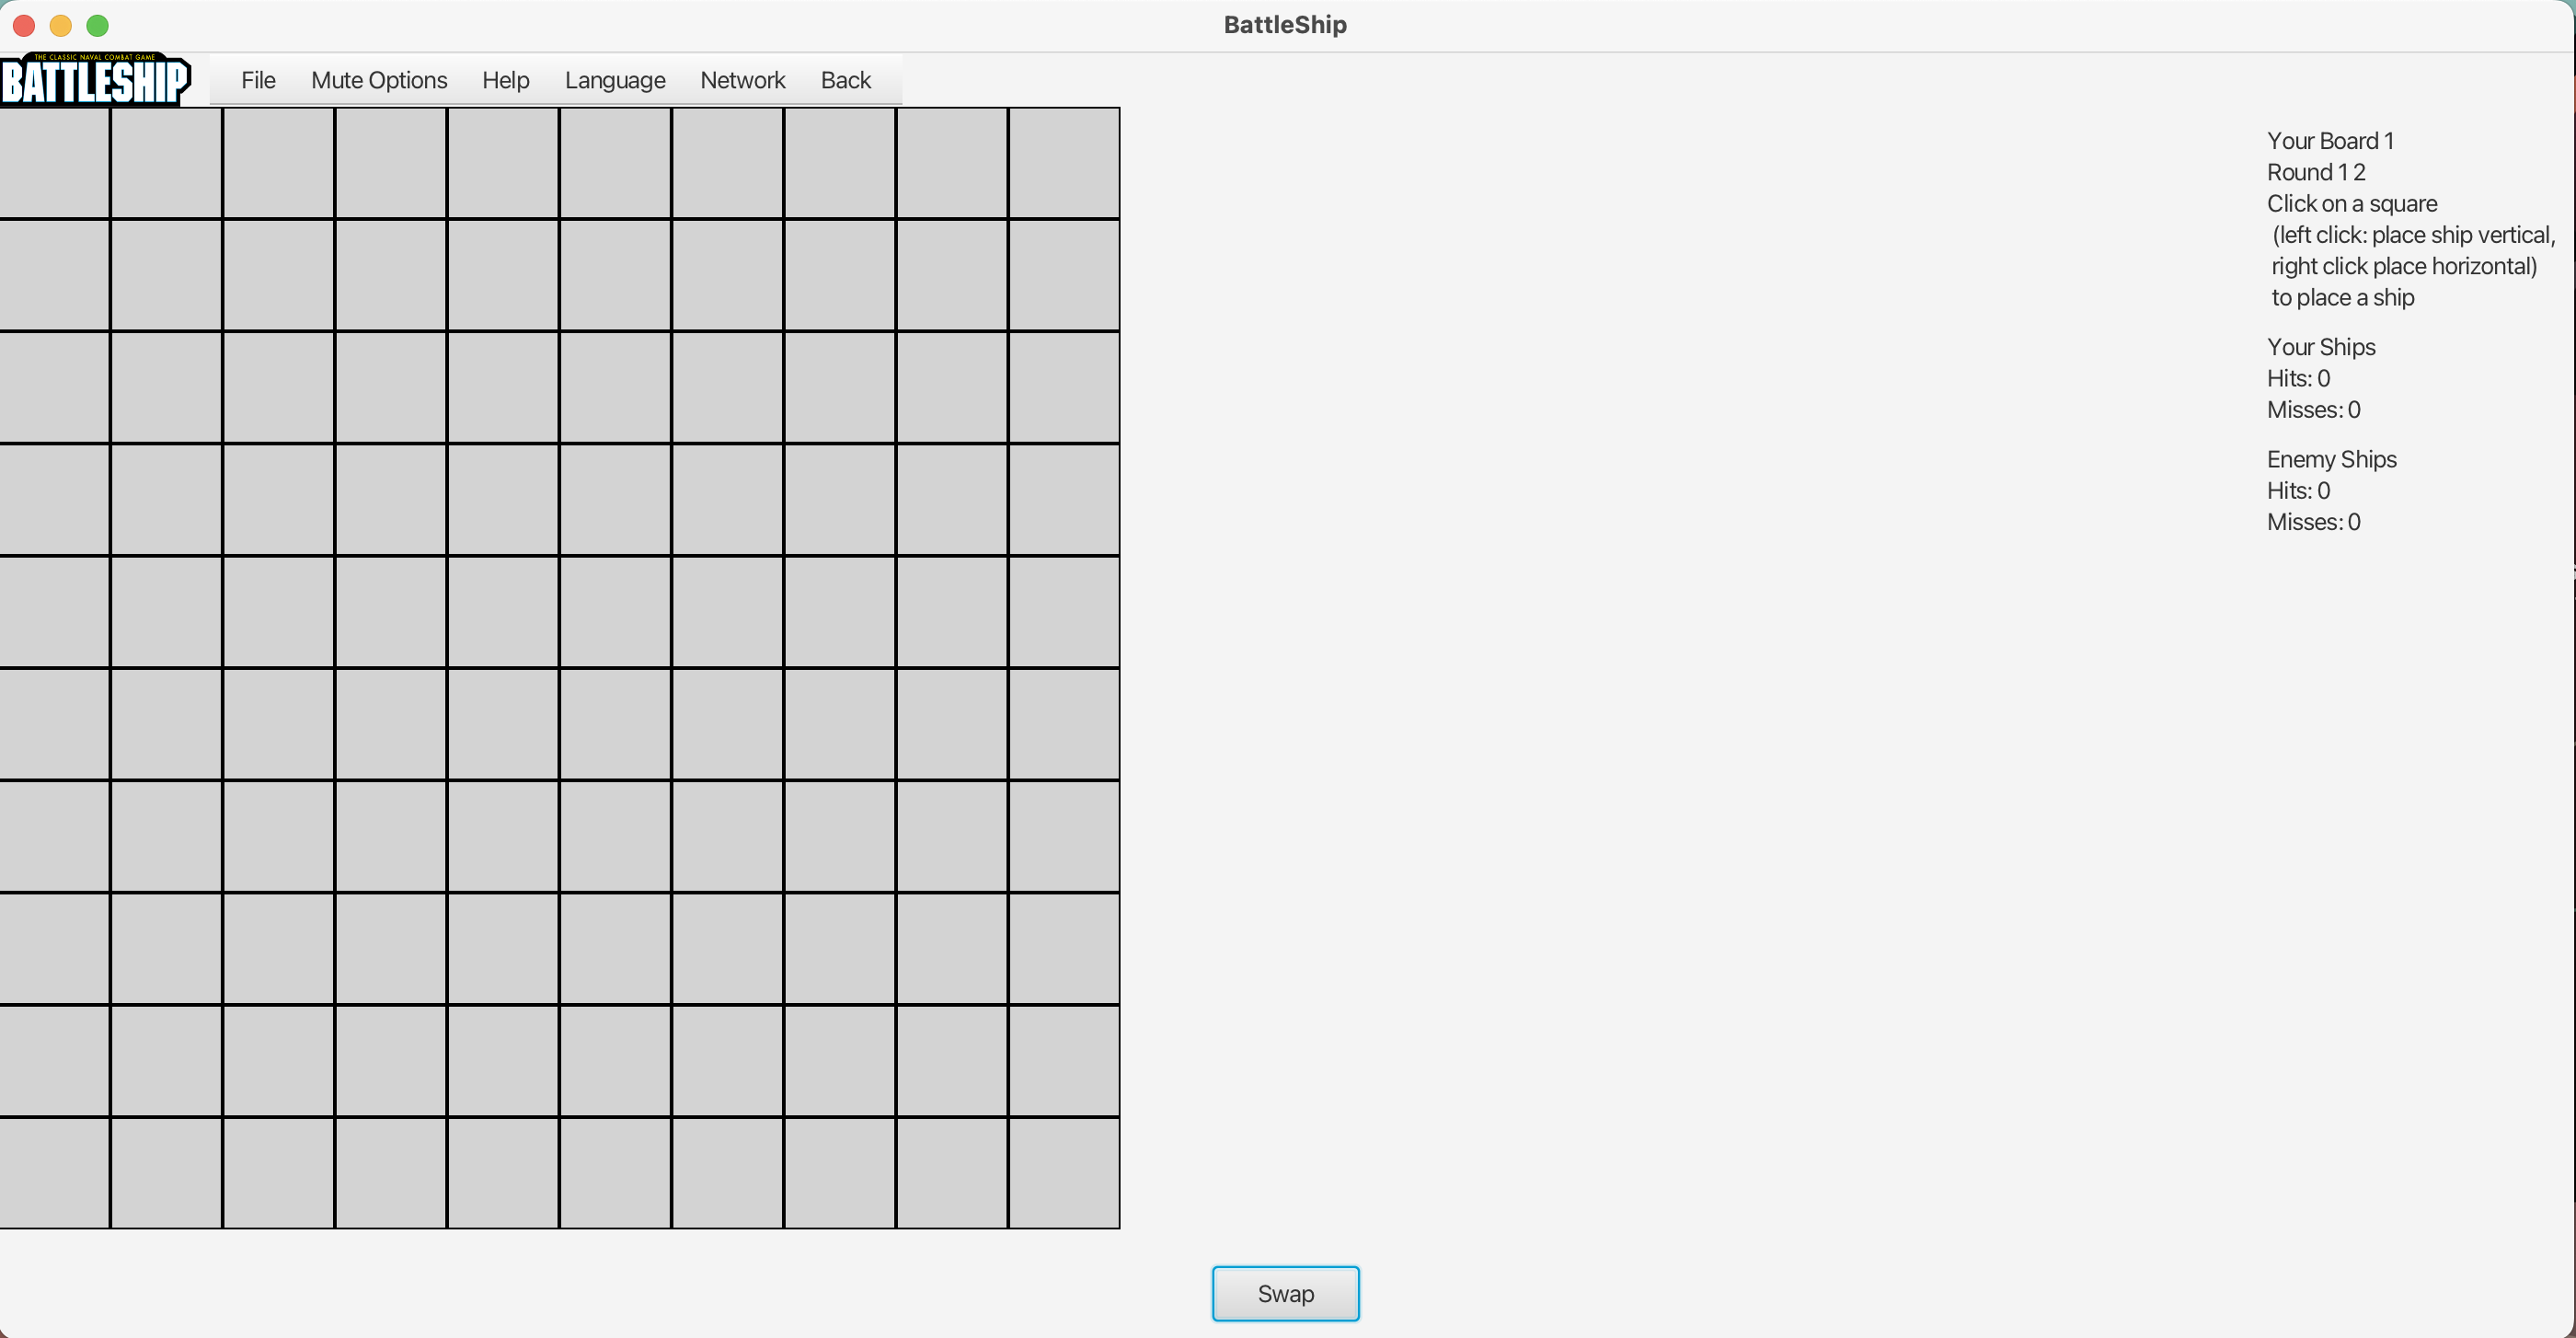 BattleShip
THE CLASSIC NAVAL COMBAT GAME
BATTLESHIP
File Mute Options Help Language Network Back
Your Board 1
Round 1 2
Click on a square
(left click: place ship vertical,
right click place horizontal)
to place a ship
Your Ships
Hits: 0
Misses: 0
Enemy Ships
Hits: 0
Misses: 0
Swap